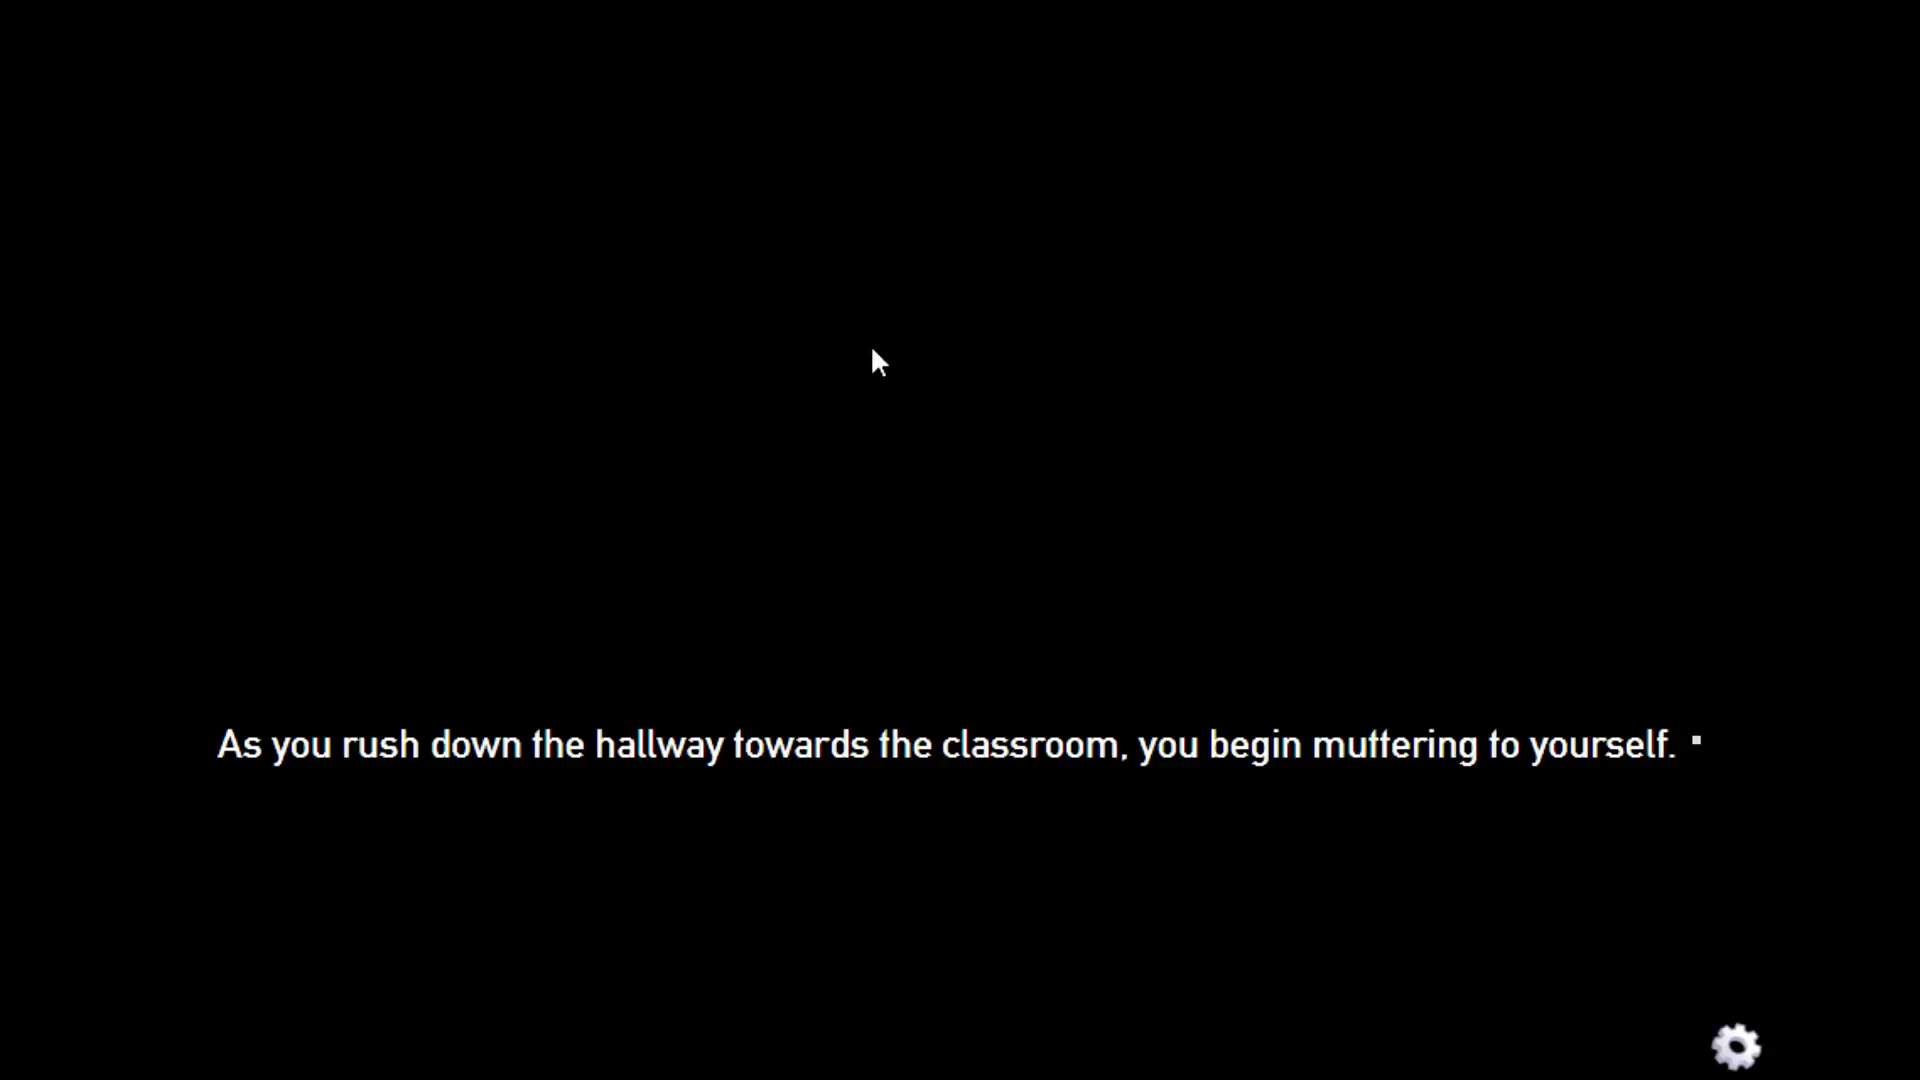 As you rush down the hallway towards the classroom, you begin muttering to yourself.